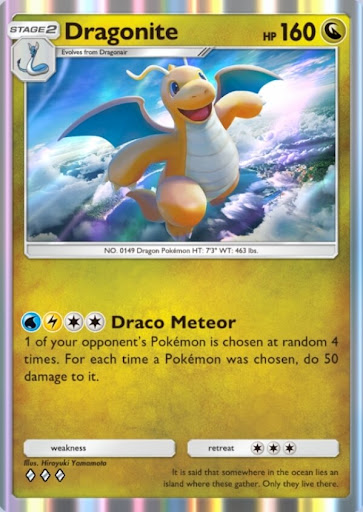 STAGE 2
Dragonite
HP 160
Evolves from Dragonair
NO. 0149 Dragon Pokémon HT: 7'3" WT: 463 lbs.
Draco Meteor
1 of your opponent's Pokémon is chosen at random 4
times. For each time a Pokémon was chosen, do 50
damage to it.
weakness
retreat
Illus. Hiroyuki Yamamoto
It is said that somewhere in the ocean lies an
island where these gather. Only they live there.